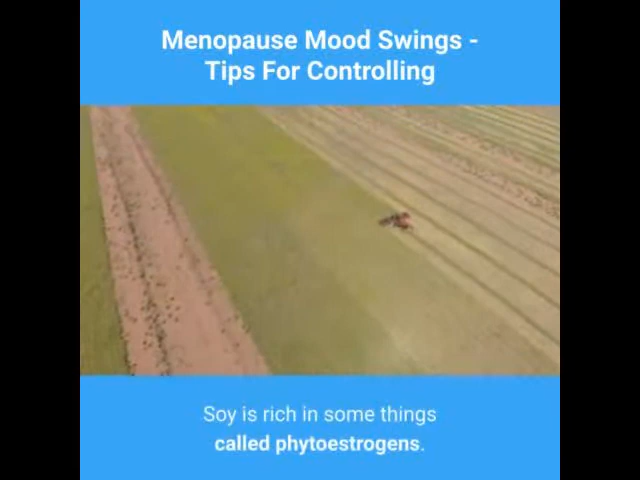 Menopause Mood Swings -
Tips For Controlling
Soy is rich in some things
called phytoestrogens.